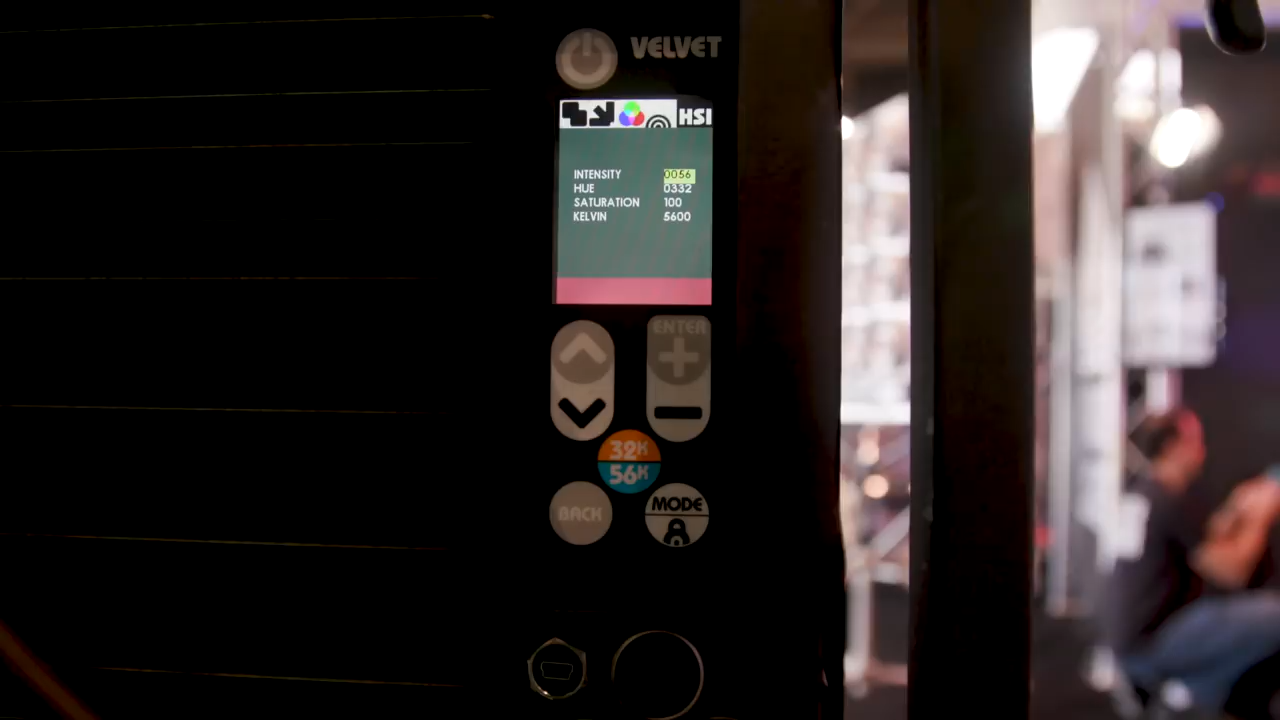 VELVET
HSI
INTENSITY 0056
HUE 0332
SATURATION 100
KELVIN 5600
ENTER
32K
56K
BACK
MODE